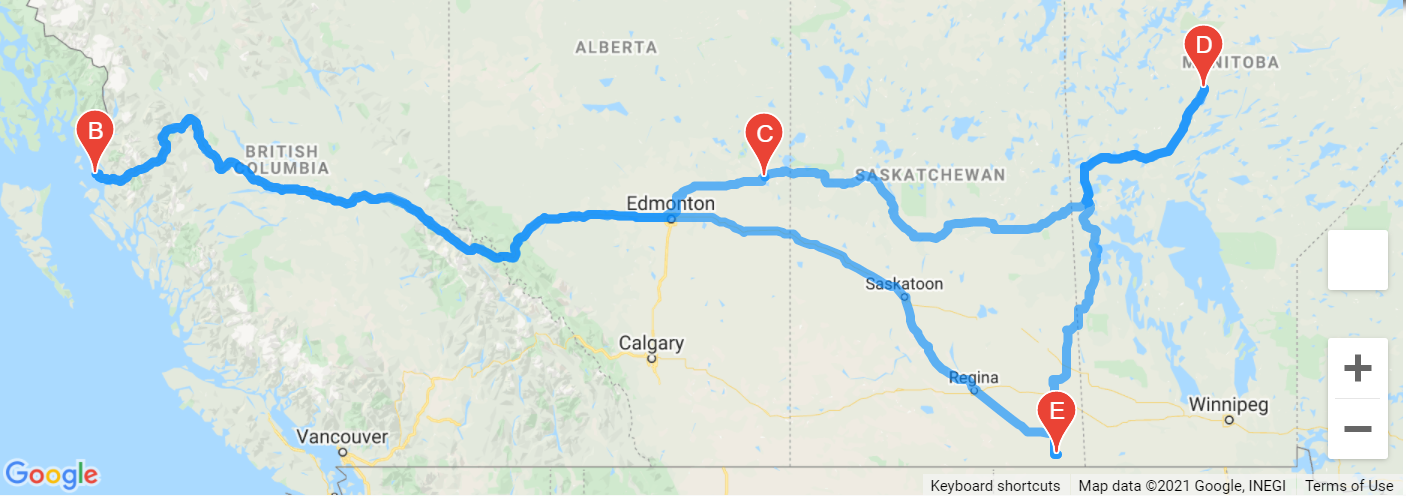 ALBERTA
D
MANITOBA
B
C
BRITISH
COLUMBIA
SASKATCHEWAN
Edmonton
Saskatoon
Calgary
Regina
E
Winnipeg
Vancouver
+
−
Google
Keyboard shortcuts Map data ©2021 Google, INEGI Terms of Use